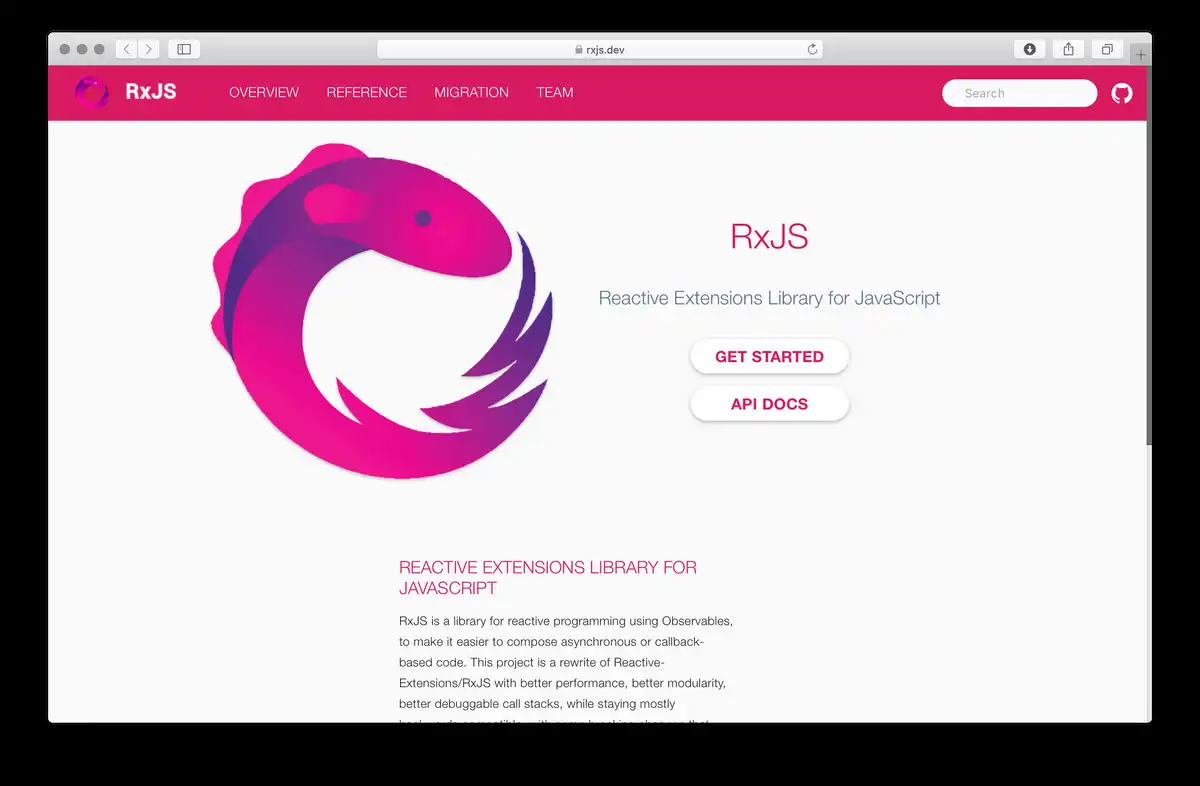 rxjs.dev
RxJS
OVERVIEW
REFERENCE
MIGRATION
TEAM
Search
RxJS
Reactive Extensions Library for JavaScript
GET STARTED
API DOCS
REACTIVE EXTENSIONS LIBRARY FOR
JAVASCRIPT
RxJS is a library for reactive programming using Observables,
to make it easier to compose asynchronous or callback-
based code. This project is a rewrite of Reactive-
Extensions/RxJS with better performance, better modularity,
better debuggable call stacks, while staying mostly